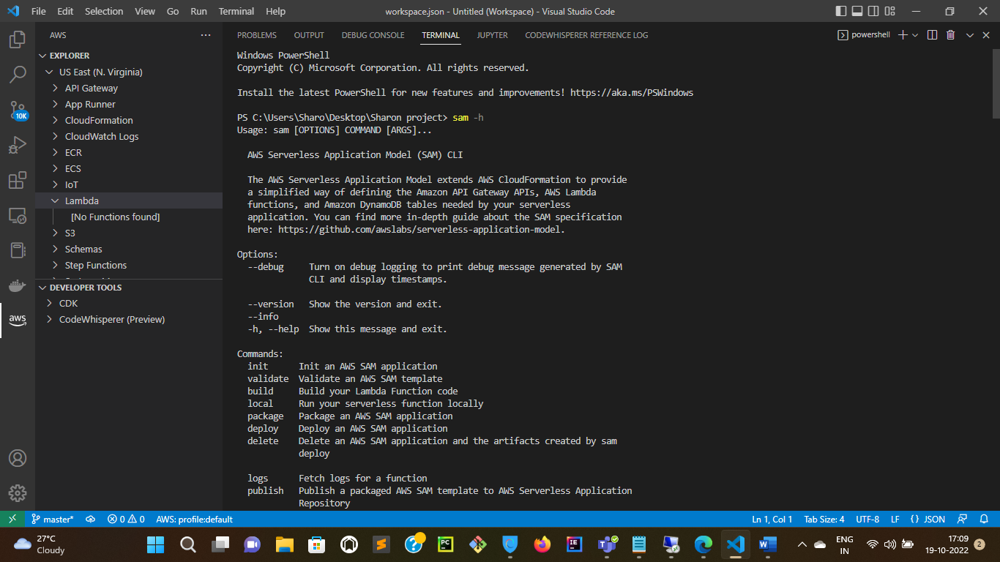 File Edit Selection View Go Run Terminal Help
workspace.json - Untitled (Workspace) - Visual Studio Code
AWS
EXPLORER
US East (N. Virginia)
API Gateway
App Runner
CloudFormation
CloudWatch Logs
ECR
ECS
IoT
Lambda
[No Functions found]
S3
Schemas
Step Functions
DEVELOPER TOOLS
CDK
CodeWhisperer (Preview)
10K
aws
PROBLEMS OUTPUT DEBUG CONSOLE TERMINAL JUPYTER CODEWHISPERER REFERENCE LOG
powershell
Windows PowerShell
Copyright (C) Microsoft Corporation. All rights reserved.
Install the latest PowerShell for new features and improvements! https://aka.ms/PSWindows
PS C:\Users\Sharo\Desktop\Sharon project> sam -h
Usage: sam [OPTIONS] COMMAND [ARGS]...
AWS Serverless Application Model (SAM) CLI
The AWS Serverless Application Model extends AWS CloudFormation to provide
a simplified way of defining the Amazon API Gateway APIs, AWS Lambda
functions, and Amazon DynamoDB tables needed by your serverless
application. You can find more in-depth guide about the SAM specification
here: https://github.com/awslabs/serverless-application-model.
Options:
--debug Turn on debug logging to print debug message generated by SAM
CLI and display timestamps.
--version Show the version and exit.
--info
-h, --help Show this message and exit.
Commands:
init Init an AWS SAM application
validate Validate an AWS SAM template
build Build your Lambda Function code
local Run your serverless function locally
package Package an AWS SAM application
deploy Deploy an AWS SAM application
delete Delete an AWS SAM application and the artifacts created by sam
deploy
logs Fetch logs for a function
publish Publish a packaged AWS SAM template to AWS Serverless Application
Repository
master* 0 0 AWS: profile:default
Ln 1, Col 1 Tab Size: 4 UTF-8 LF {} JSON
27°C
Cloudy
ENG
IN
17:09
19-10-2022
2